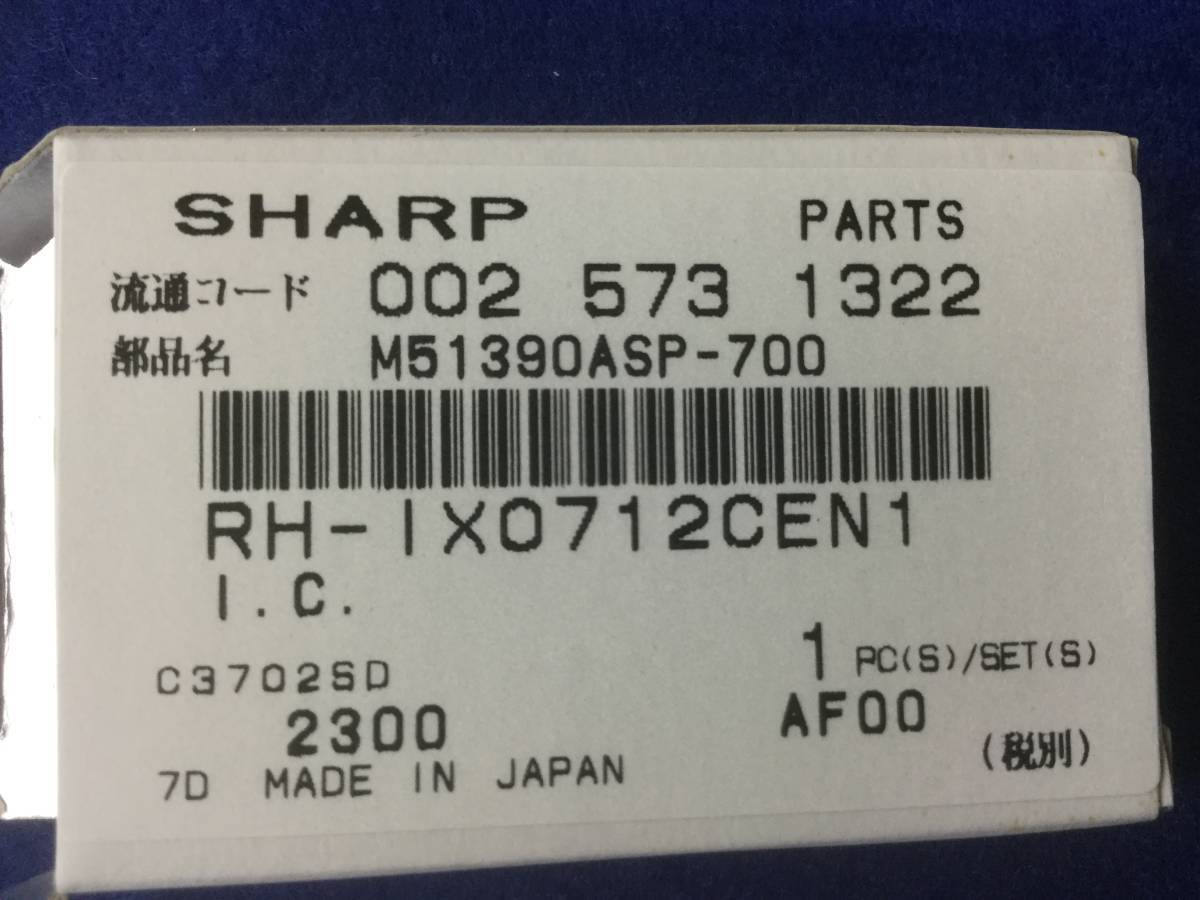 SHARP PARTS
流通コード 002 573 1322
部品名 M51390ASP-700
RH-IX0712CEN1
I.C.
1 PC(S)/SET(S)
C3702SD
2300 AF00
(税別)
7D MADE IN JAPAN